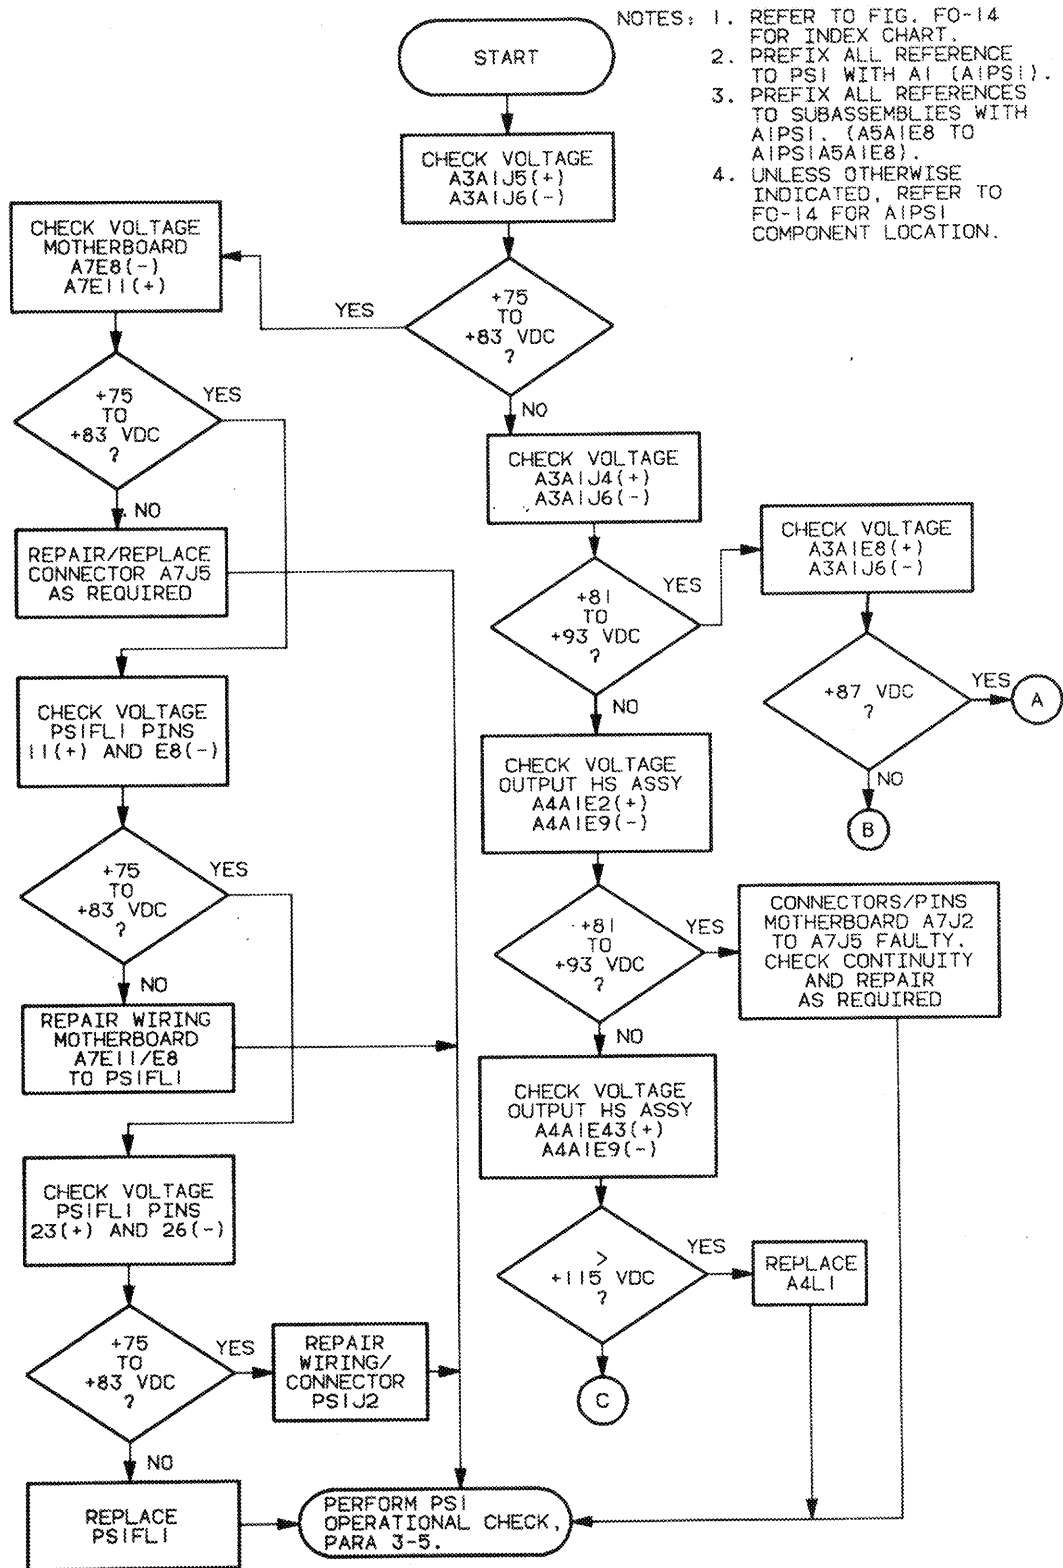 NOTES: 1. REFER TO FIG. FO-14
FOR INDEX CHART.
2. PREFIX ALL REFERENCE
TO PS1 WITH A1 (A1PS1).
3. PREFIX ALL REFERENCES
TO SUBASSEMBLIES WITH
A1PS1. (A5A1E8 TO
A1PS1A5A1E8).
4. UNLESS OTHERWISE
INDICATED, REFER TO
FO-14 FOR A1PS1
COMPONENT LOCATION.
START
CHECK VOLTAGE
A3A1J5(+)
A3A1J6(-)
+75
TO
+83 VDC
?
YES
NO
CHECK VOLTAGE
MOTHERBOARD
A7E8(-)
A7E11(+)
+75
TO
+83 VDC
?
YES
NO
REPAIR/REPLACE
CONNECTOR A7J5
AS REQUIRED
CHECK VOLTAGE
PS1FL1 PINS
11(+) AND E8(-)
+75
TO
+83 VDC
?
YES
NO
REPAIR WIRING
MOTHERBOARD
A7E11/E8
TO PS1FL1
CHECK VOLTAGE
PS1FL1 PINS
23(+) AND 26(-)
+75
TO
+83 VDC
?
YES
NO
REPAIR
WIRING/
CONNECTOR
PS1J2
REPLACE
PS1FL1
CHECK VOLTAGE
A3A1J4(+)
A3A1J6(-)
+81
TO
+93 VDC
?
YES
NO
CHECK VOLTAGE
A3A1E8(+)
A3A1J6(-)
+87 VDC
?
YES
A
NO
B
CHECK VOLTAGE
OUTPUT HS ASSY
A4A1E2(+)
A4A1E9(-)
+81
TO
+93 VDC
?
YES
NO
CONNECTORS/PINS
MOTHERBOARD A7J2
TO A7J5 FAULTY.
CHECK CONTINUITY
AND REPAIR
AS REQUIRED
CHECK VOLTAGE
OUTPUT HS ASSY
A4A1E43(+)
A4A1E9(-)
>
+115 VDC
?
YES
REPLACE
A4L1
C
PERFORM PS1
OPERATIONAL CHECK,
PARA 3-5.